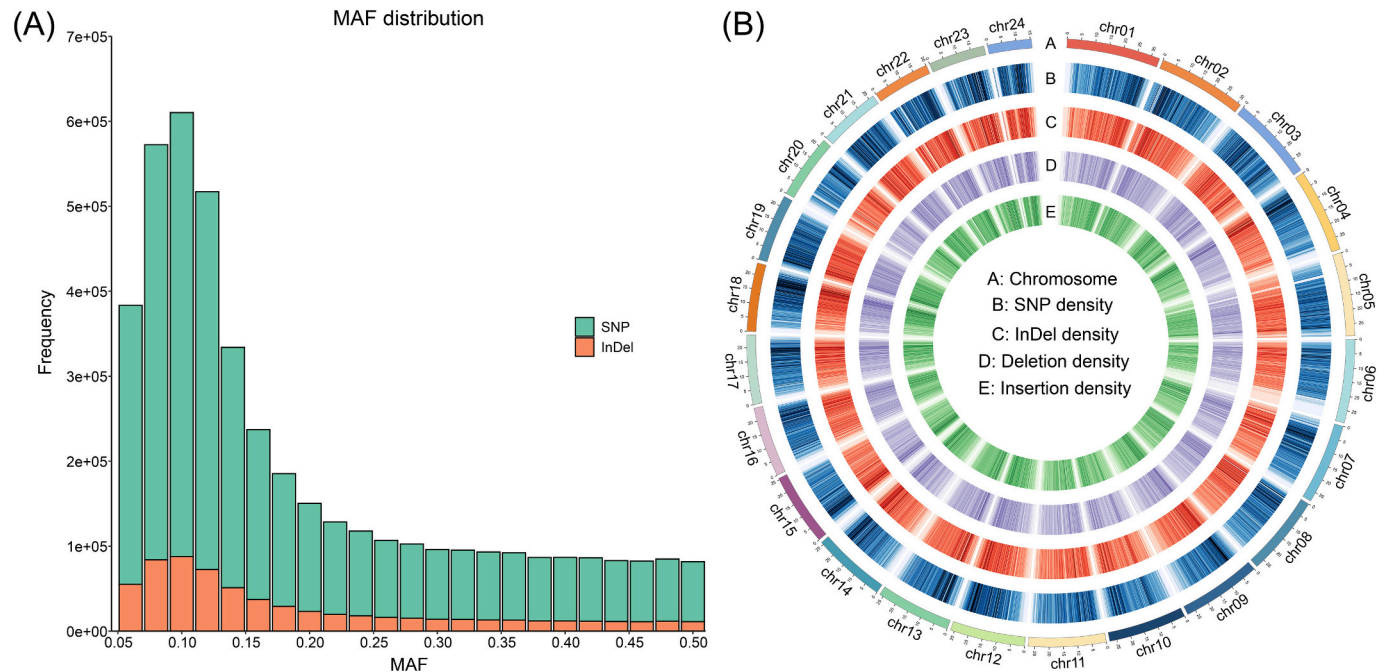 (A)
MAF distribution
7e+05
6e+05
5e+05
4e+05
3e+05
2e+05
1e+05
0e+00
Frequency
0.05 0.10 0.15 0.20 0.25 0.30 0.35 0.40 0.45 0.50
MAF
SNP
InDel
(B)
chr01
chr02
chr03
chr04
chr05
chr06
chr07
chr08
chr09
chr10
chr11
chr12
chr13
chr14
chr15
chr16
chr17
chr18
chr19
chr20
chr21
chr22
chr23
chr24
A
B
C
D
E
A: Chromosome
B: SNP density
C: InDel density
D: Deletion density
E: Insertion density